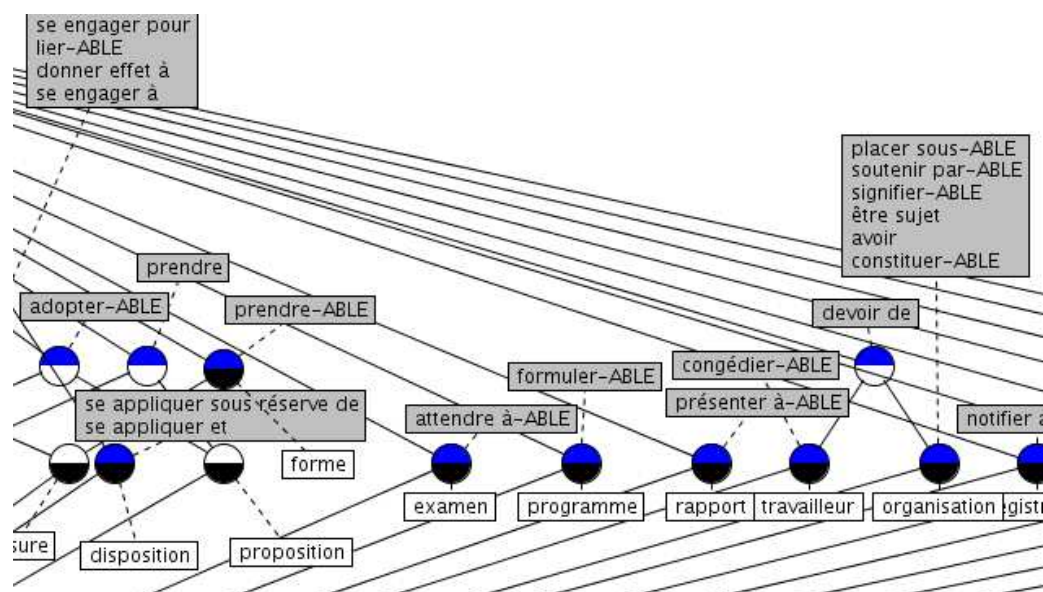 se engager pour
lier-ABLE
donner effet à
se engager à
placer sous-ABLE
soutenir par-ABLE
signifier-ABLE
être sujet
avoir
constituer-ABLE
prendre
adopter-ABLE
prendre-ABLE
devoir de
congédier-ABLE
formuler-ABLE
présenter à-ABLE
se appliquer sous réserve de
se appliquer et
attendre à-ABLE
notifier
forme
examen
programme
rapport
travailleur
organisation
disposition
proposition